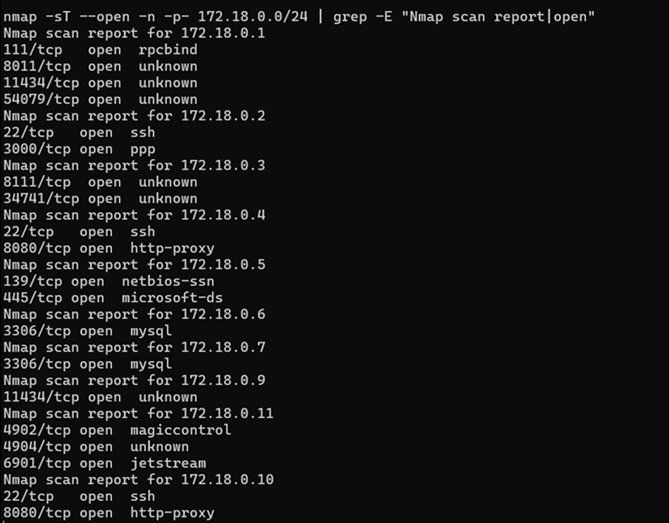 nmap -sT --open -n -p- 172.18.0.0/24 | grep -E "Nmap scan report|open"
Nmap scan report for 172.18.0.1
111/tcp   open  rpcbind
8011/tcp  open  unknown
11434/tcp open  unknown
54079/tcp open  unknown
Nmap scan report for 172.18.0.2
22/tcp   open  ssh
3000/tcp open  ppp
Nmap scan report for 172.18.0.3
8111/tcp  open  unknown
34741/tcp open  unknown
Nmap scan report for 172.18.0.4
22/tcp   open  ssh
8080/tcp open  http-proxy
Nmap scan report for 172.18.0.5
139/tcp open  netbios-ssn
445/tcp open  microsoft-ds
Nmap scan report for 172.18.0.6
3306/tcp open  mysql
Nmap scan report for 172.18.0.7
3306/tcp open  mysql
Nmap scan report for 172.18.0.9
11434/tcp open  unknown
Nmap scan report for 172.18.0.11
4902/tcp open  magiccontrol
4904/tcp open  unknown
6901/tcp open  jetstream
Nmap scan report for 172.18.0.10
22/tcp   open  ssh
8080/tcp open  http-proxy